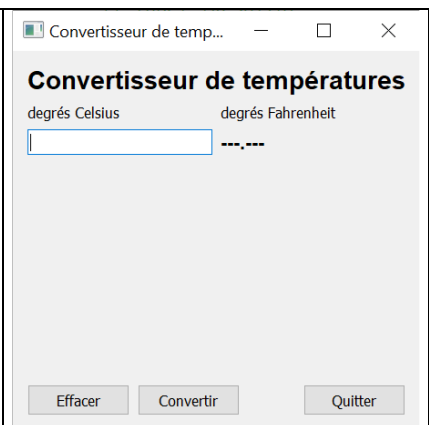 Convertisseur de temp...
Convertisseur de températures
degrés Celsius degrés Fahrenheit
---.---
Effacer Convertir Quitter